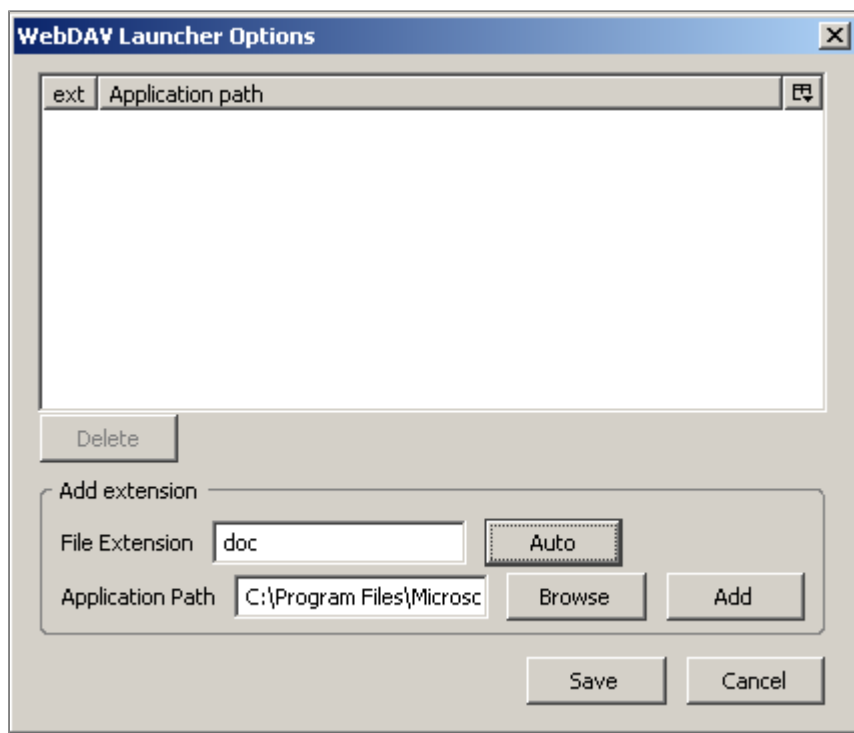 WebDAV Launcher Options
ext Application path
Delete
Add extension
File Extension doc Auto
Application Path C:\Program Files\Microsc Browse Add
Save Cancel